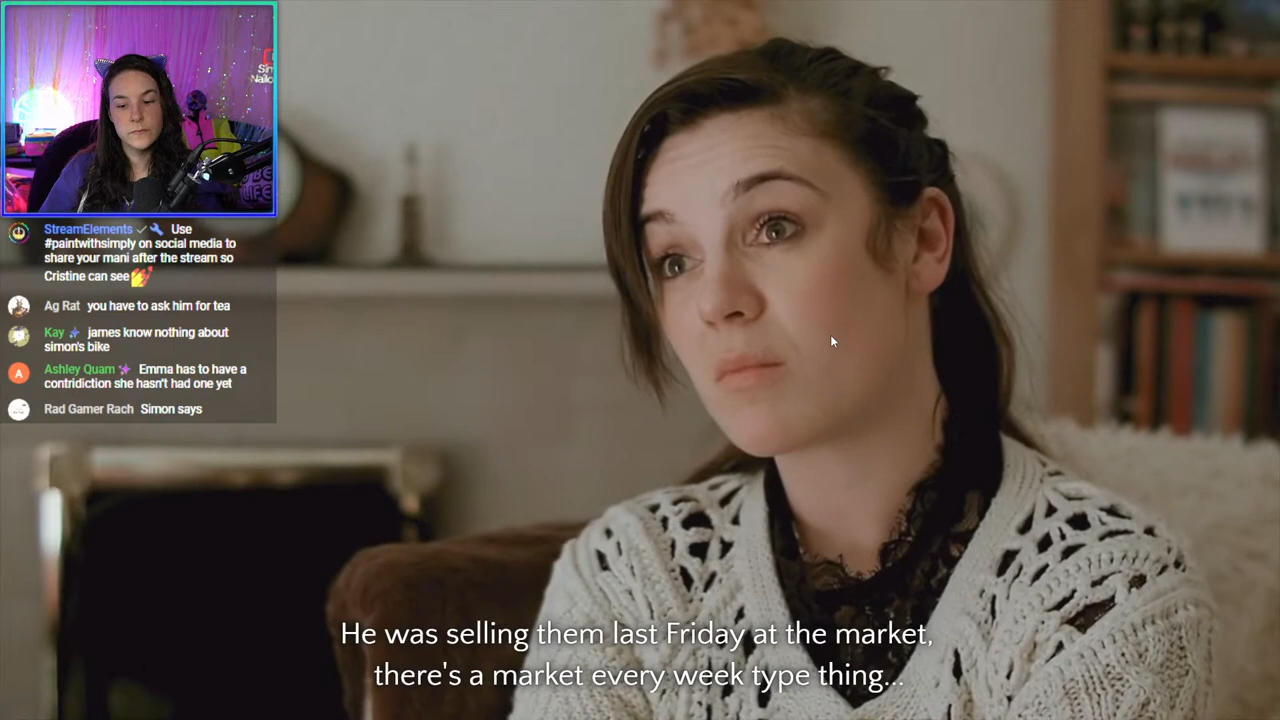 StreamElements Use
#paintwithsimply on social media to
share your mani after the stream so
Cristine can see
Ag Rat you have to ask him for tea
Kay james know nothing about
simon's bike
Ashley Quam Emma has to have a
contridiction she hasn't had one yet
Rad Gamer Rach Simon says
He was selling them last Friday at the market,
there's a market every week type thing...